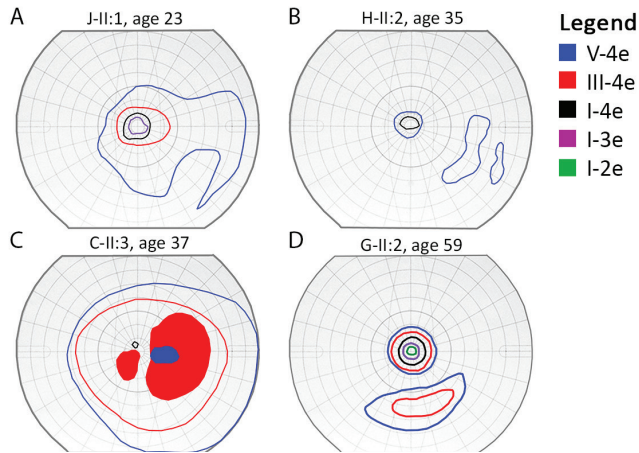 A
J-II:1, age 23
B
H-II:2, age 35
Legend
V-4e
III-4e
I-4e
I-3e
I-2e
C
C-II:3, age 37
D
G-II:2, age 59